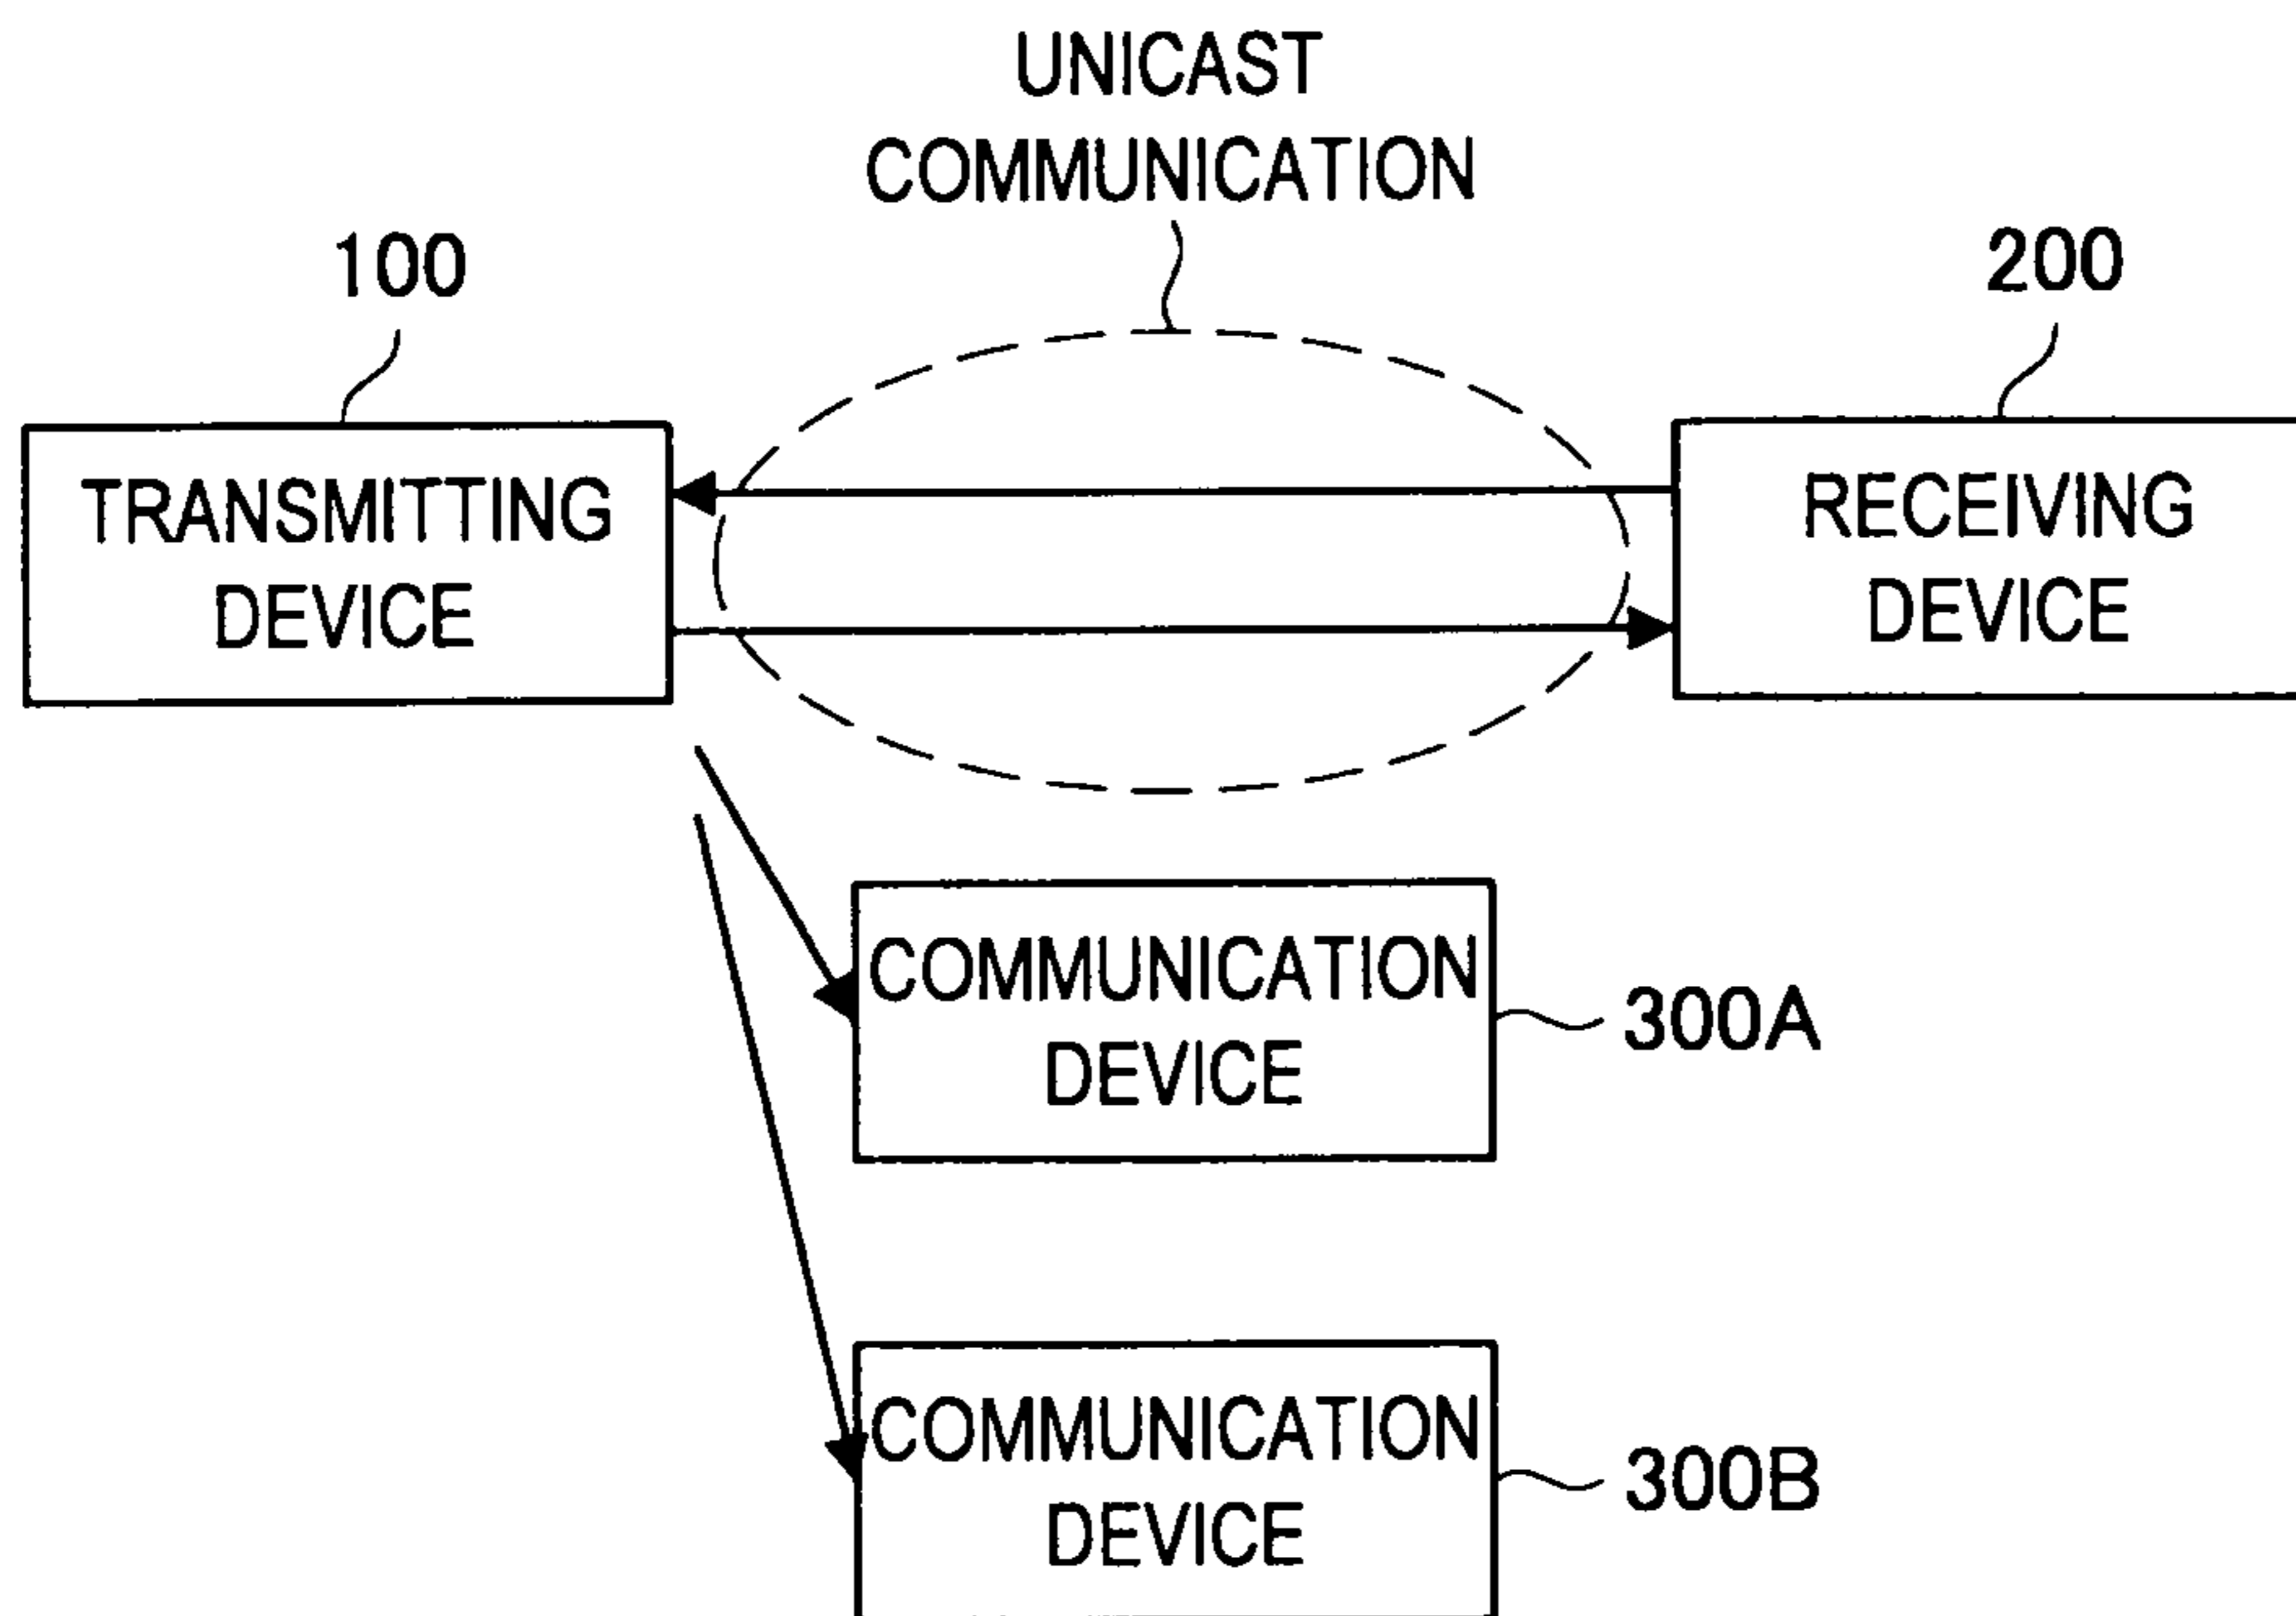 UNICAST
COMMUNICATION
100
200
TRANSMITTING
DEVICE
RECEIVING
DEVICE
COMMUNICATION
DEVICE
300A
COMMUNICATION
DEVICE
300B